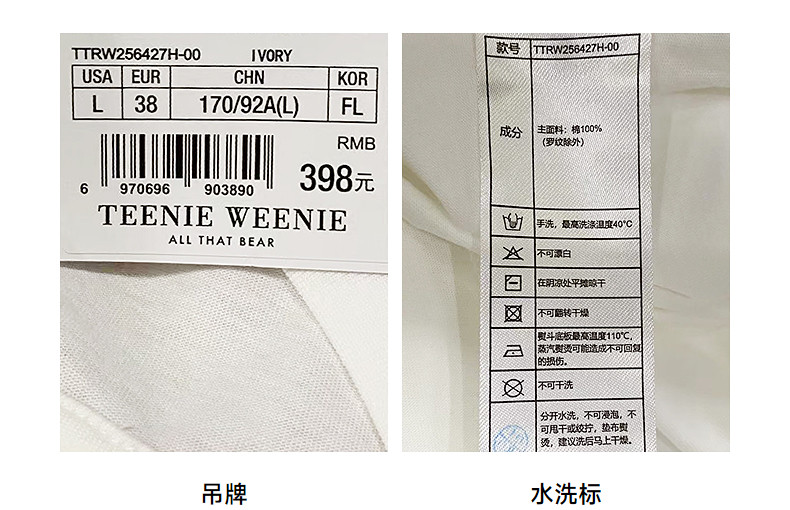 TTRW256427H-00 IVORY
USA EUR CHN KOR
L 38 170/92A(L) FL
RMB
398元
6 970696 903890
TEENIE WEENIE
ALL THAT BEAR
款号 TTRW256427H-00
成分 主面料：棉100%
（罗纹除外）
手洗，最高洗涤温度40°C
不可漂白
在阴凉处平摊晾干
不可翻转干燥
熨斗底板最高温度110°C，
蒸汽熨烫可能造成不可回复
的损伤。
不可干洗
分开水洗，不可浸泡，不
可甩干或绞拧，垫布熨
烫，建议洗后马上干燥。
吊牌
水洗标